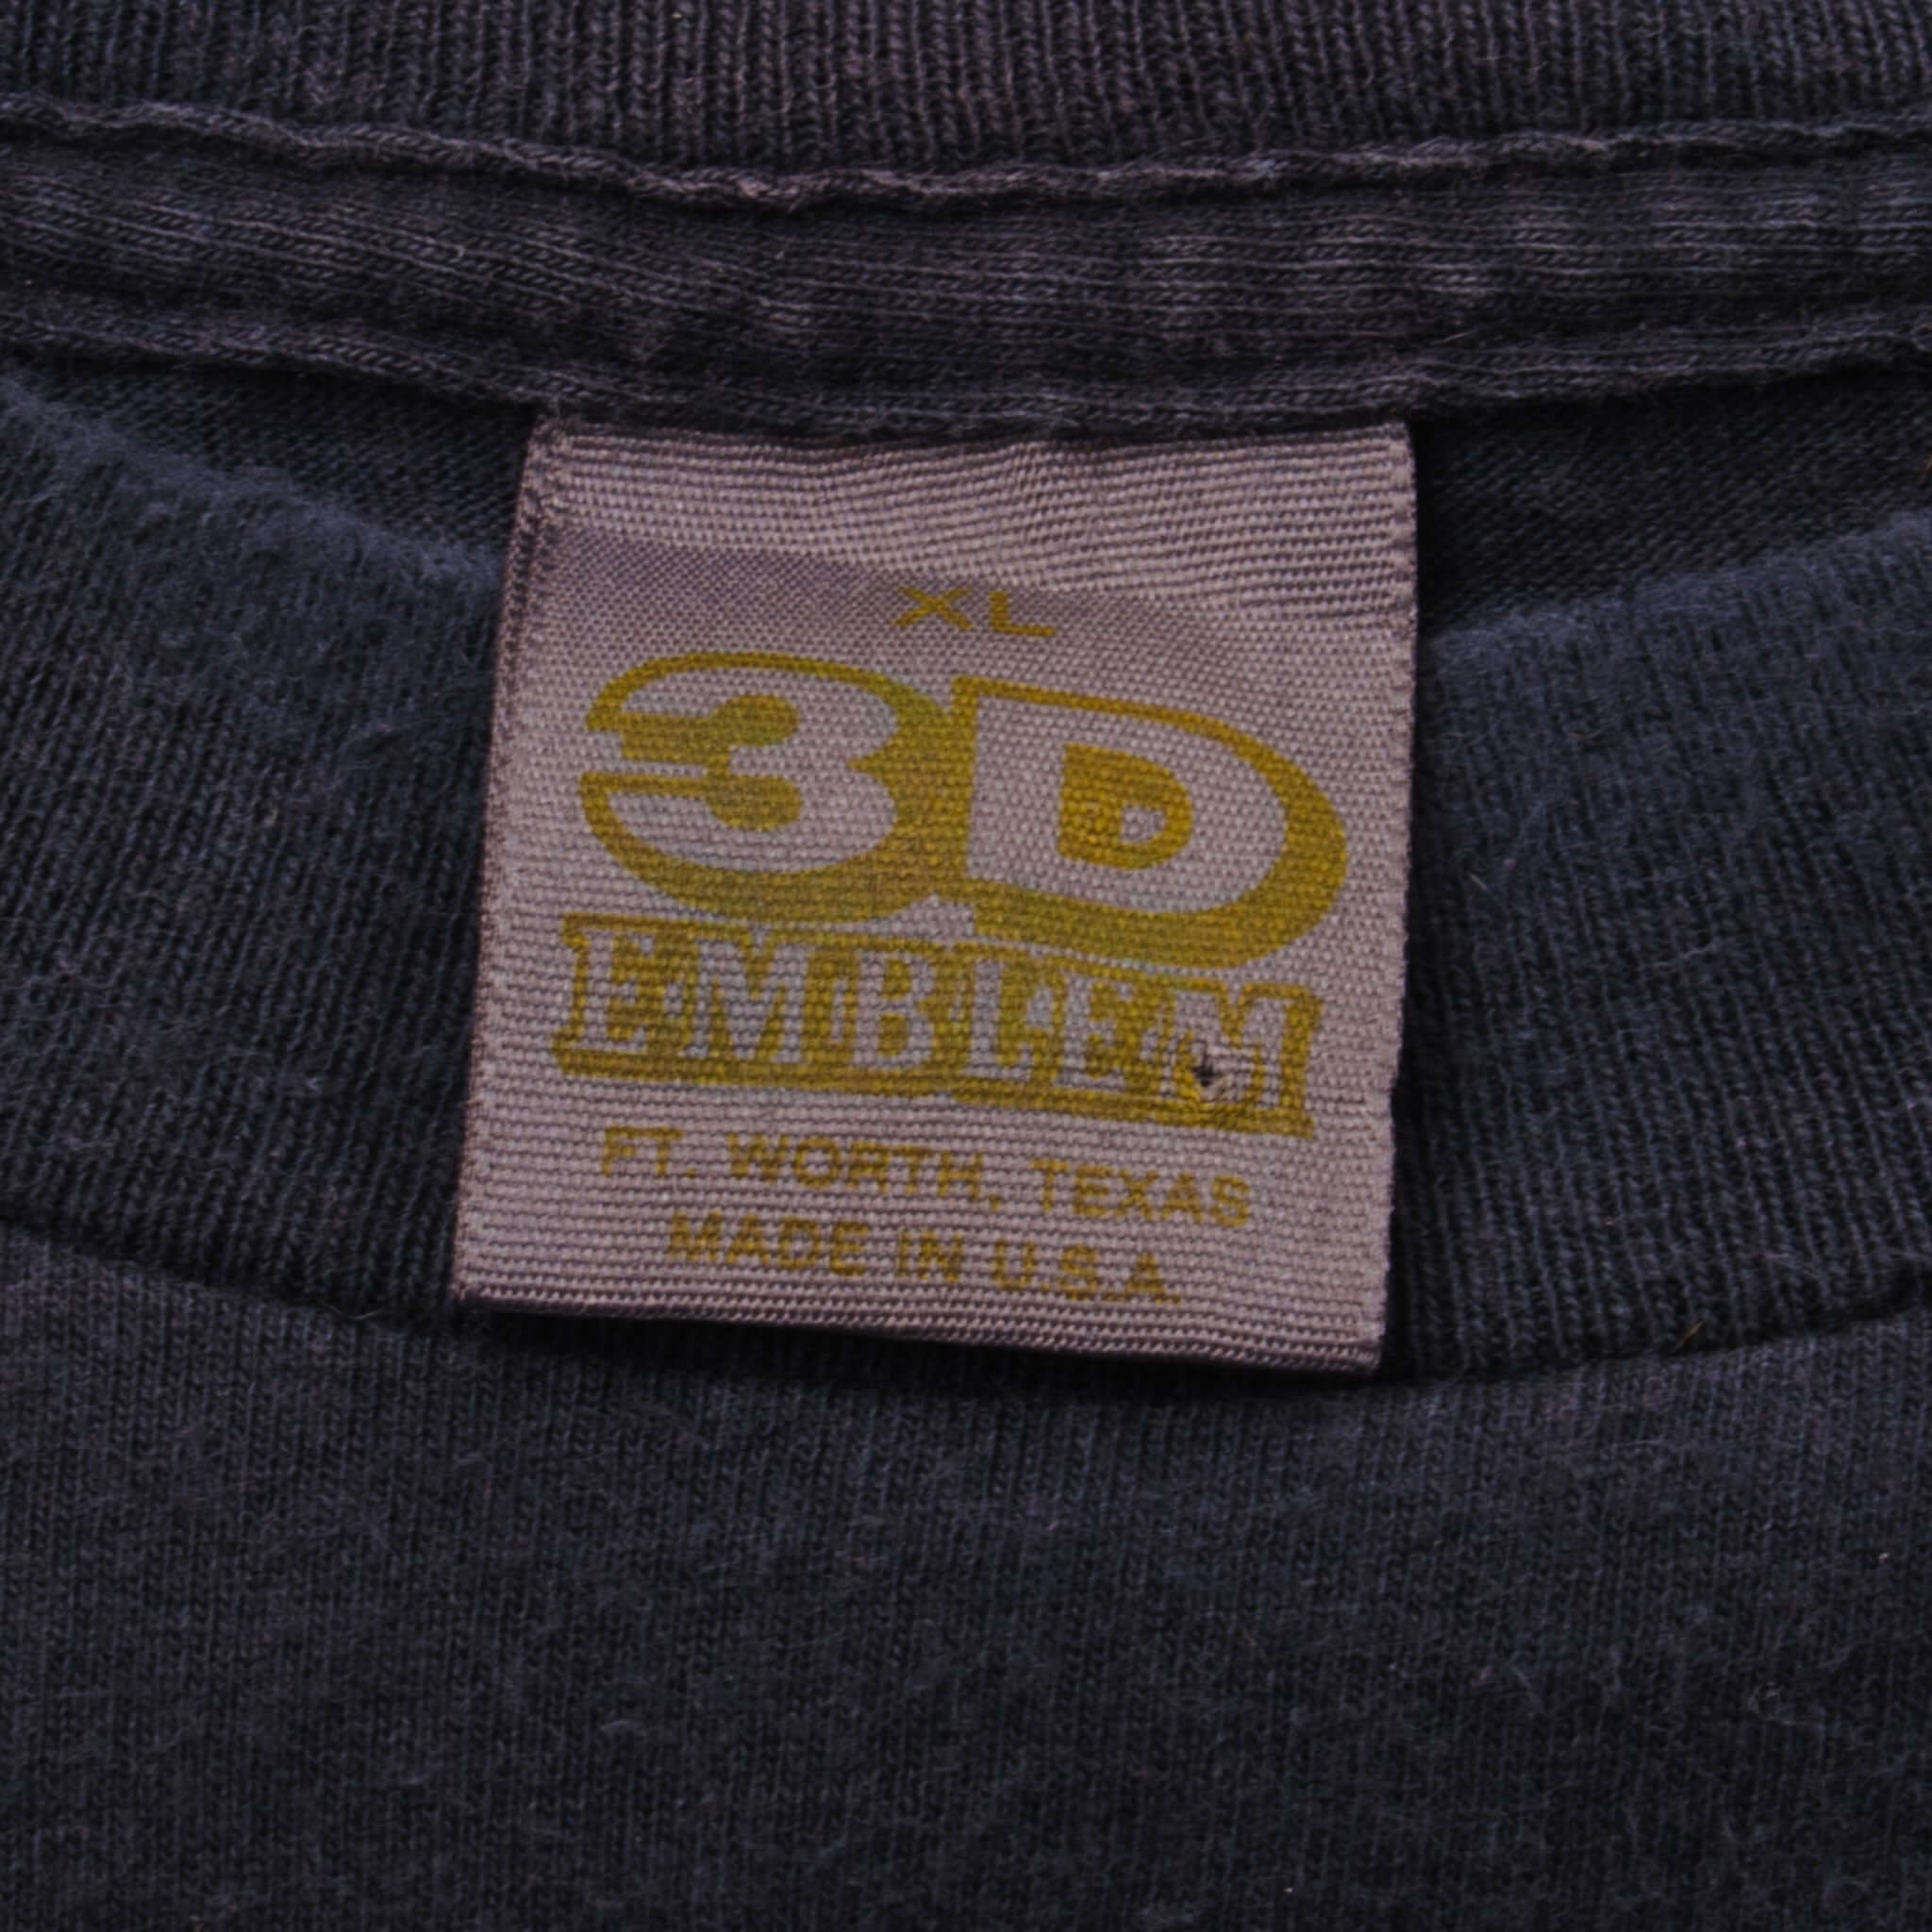 XL
3D
EMBLEM
FT. WORTH, TEXAS
MADE IN U.S.A.